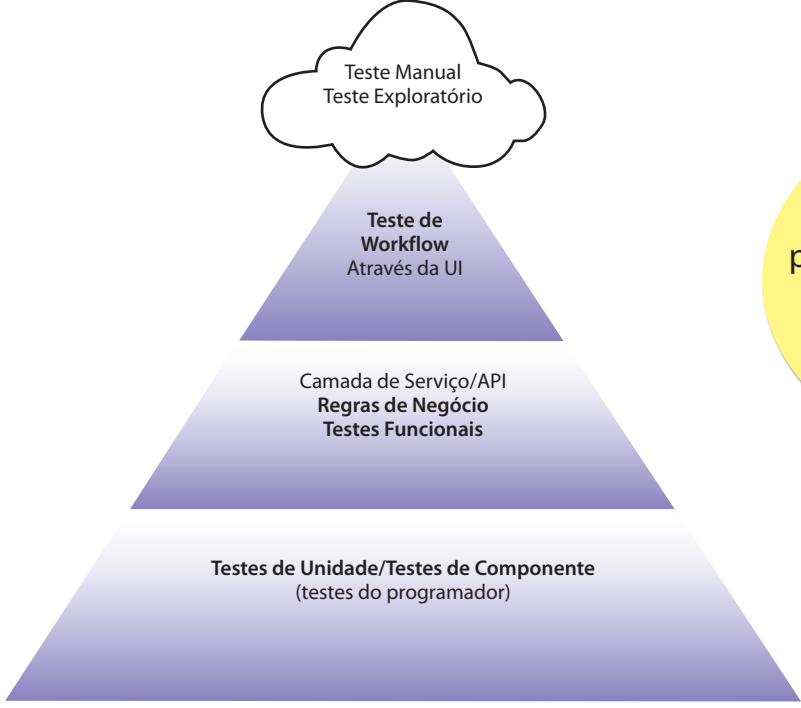 Teste Manual
Teste Exploratório
Teste de
Workflow
Através da UI
Camada de Serviço/API
Regras de Negócio
Testes Funcionais
Testes de Unidade/Testes de Componente
(testes do programador)